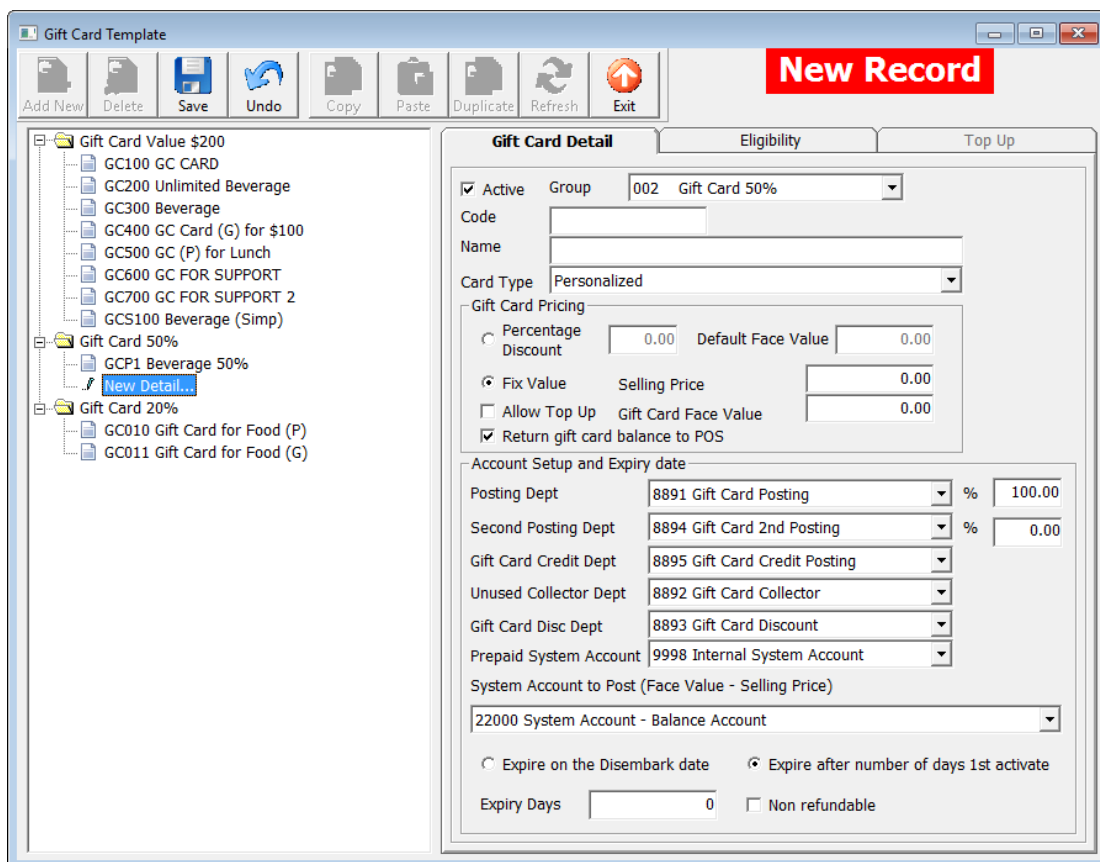 Gift Card Template
Add New Delete Save Undo Copy Paste Duplicate Refresh Exit
New Record
Gift Card Value $200
GC100 GC CARD
GC200 Unlimited Beverage
GC300 Beverage
GC400 GC Card (G) for $100
GC500 GC (P) for Lunch
GC600 GC FOR SUPPORT
GC700 GC FOR SUPPORT 2
GCS100 Beverage (Simp)
Gift Card 50%
GCP1 Beverage 50%
New Detail...
Gift Card 20%
GC010 Gift Card for Food (P)
GC011 Gift Card for Food (G)
Gift Card Detail Eligibility Top Up
Active Group 002 Gift Card 50%
Code
Name
Card Type Personalized
Gift Card Pricing
Percentage
Discount 0.00 Default Face Value 0.00
Fix Value Selling Price 0.00
Allow Top Up Gift Card Face Value 0.00
Return gift card balance to POS
Account Setup and Expiry date
Posting Dept 8891 Gift Card Posting % 100.00
Second Posting Dept 8894 Gift Card 2nd Posting % 0.00
Gift Card Credit Dept 8895 Gift Card Credit Posting
Unused Collector Dept 8892 Gift Card Collector
Gift Card Disc Dept 8893 Gift Card Discount
Prepaid System Account 9998 Internal System Account
System Account to Post (Face Value - Selling Price)
22000 System Account - Balance Account
Expire on the Disembark date Expire after number of days 1st activate
Expiry Days 0 Non refundable